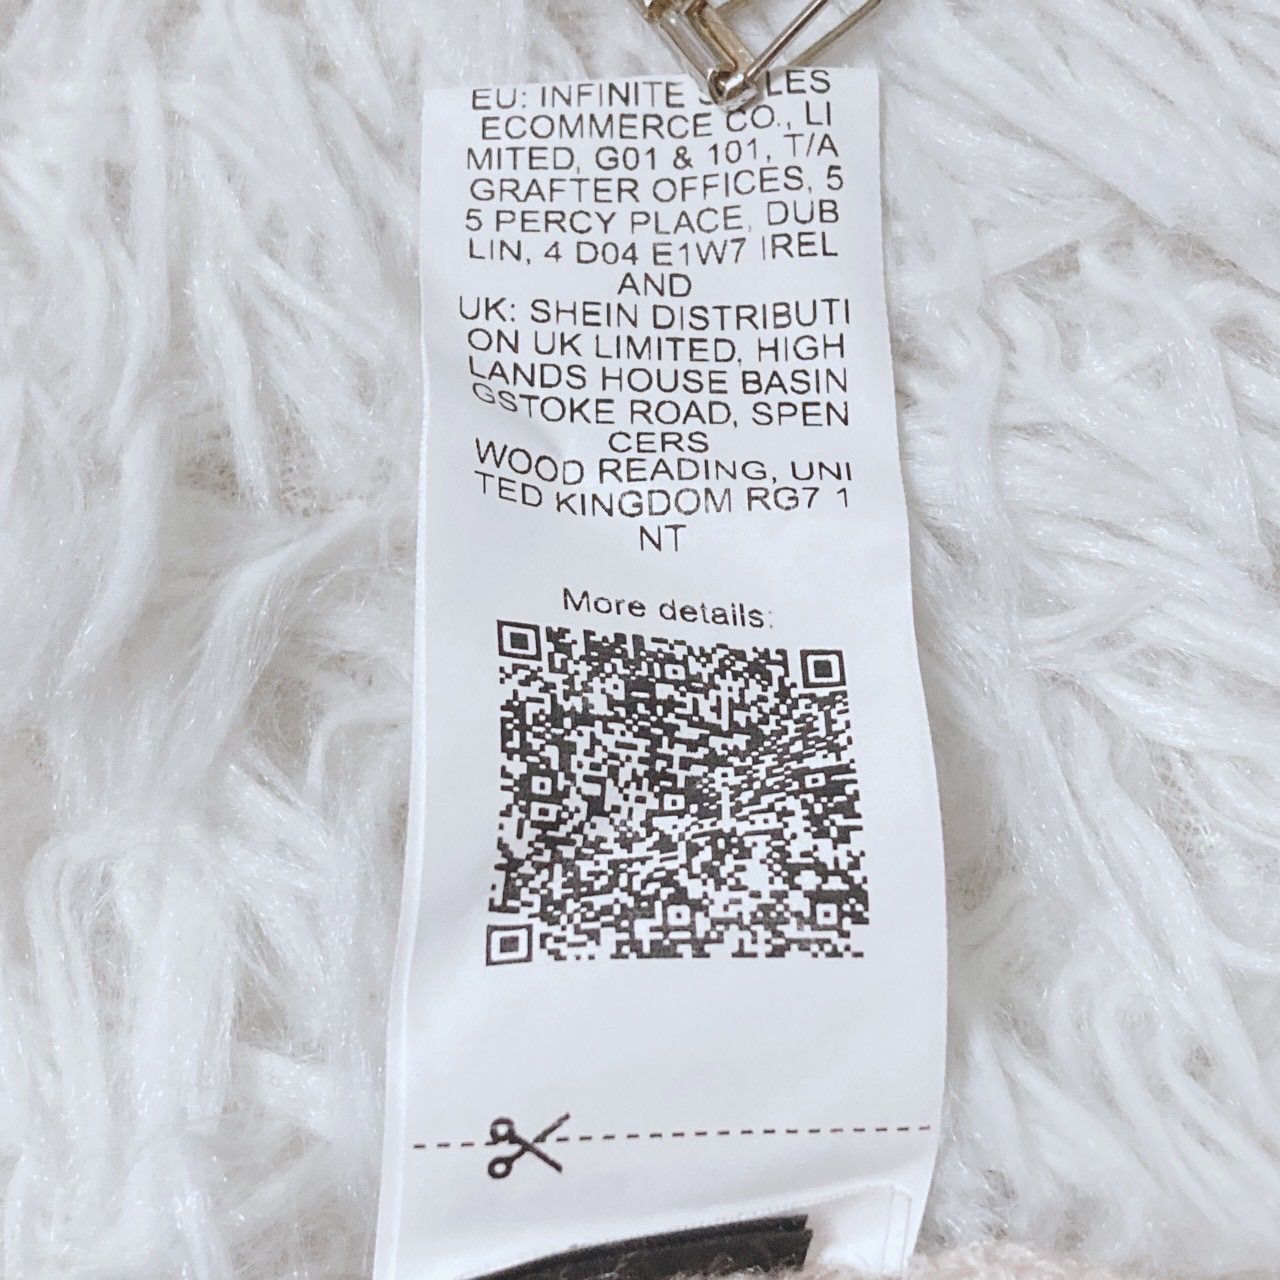 EU: INFINITE
ECOMMERCE CO., LI
MITED, G01 & 101, T/A
GRAFTER OFFICES, 5
5 PERCY PLACE, DUB
LIN, 4 D04 E1W7 IREL
AND
UK: SHEIN DISTRIBUTI
ON UK LIMITED, HIGH
LANDS HOUSE BASIN
GSTOKE ROAD, SPEN
CERS
WOOD READING, UNI
TED KINGDOM RG7 1
NT
More details: